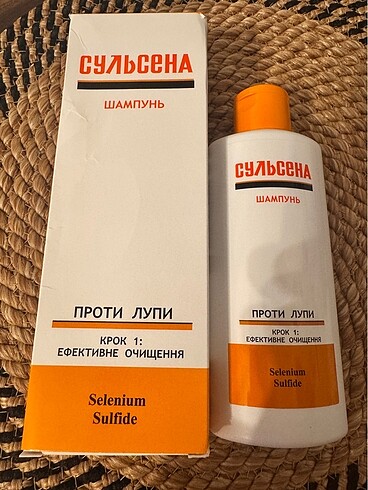 СУЛЬСЕНА
ШАМПУНЬ
ПРОТИ ЛУПИ
КРОК 1:
ЕФЕКТИВНЕ ОЧИЩЕННЯ
Selenium
Sulfide
СУЛЬСЕНА
ШАМПУНЬ
ПРОТИ ЛУПИ
КРОК 1:
ЕФЕКТИВНЕ ОЧИЩЕННЯ
Selenium
Sulfide